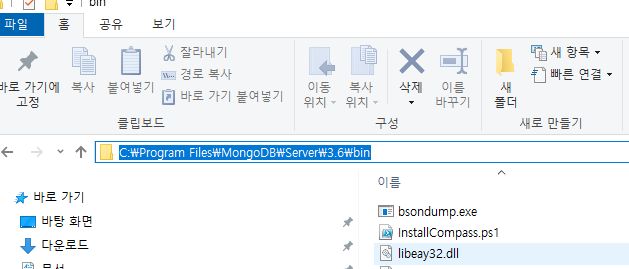 bin
파일
홈
공유
보기
바로 가기에
고정
복사
붙여넣기
잘라내기
경로 복사
바로 가기 붙여넣기
클립보드
이동
위치
복사
위치
삭제
이름
바꾸기
구성
새
폴더
새 항목
빠른 연결
새로 만들기
C:\Program Files\MongoDB\Server\3.6\bin
바로 가기
바탕 화면
다운로드
문서
이름
bsondump.exe
InstallCompass.ps1
libeay32.dll